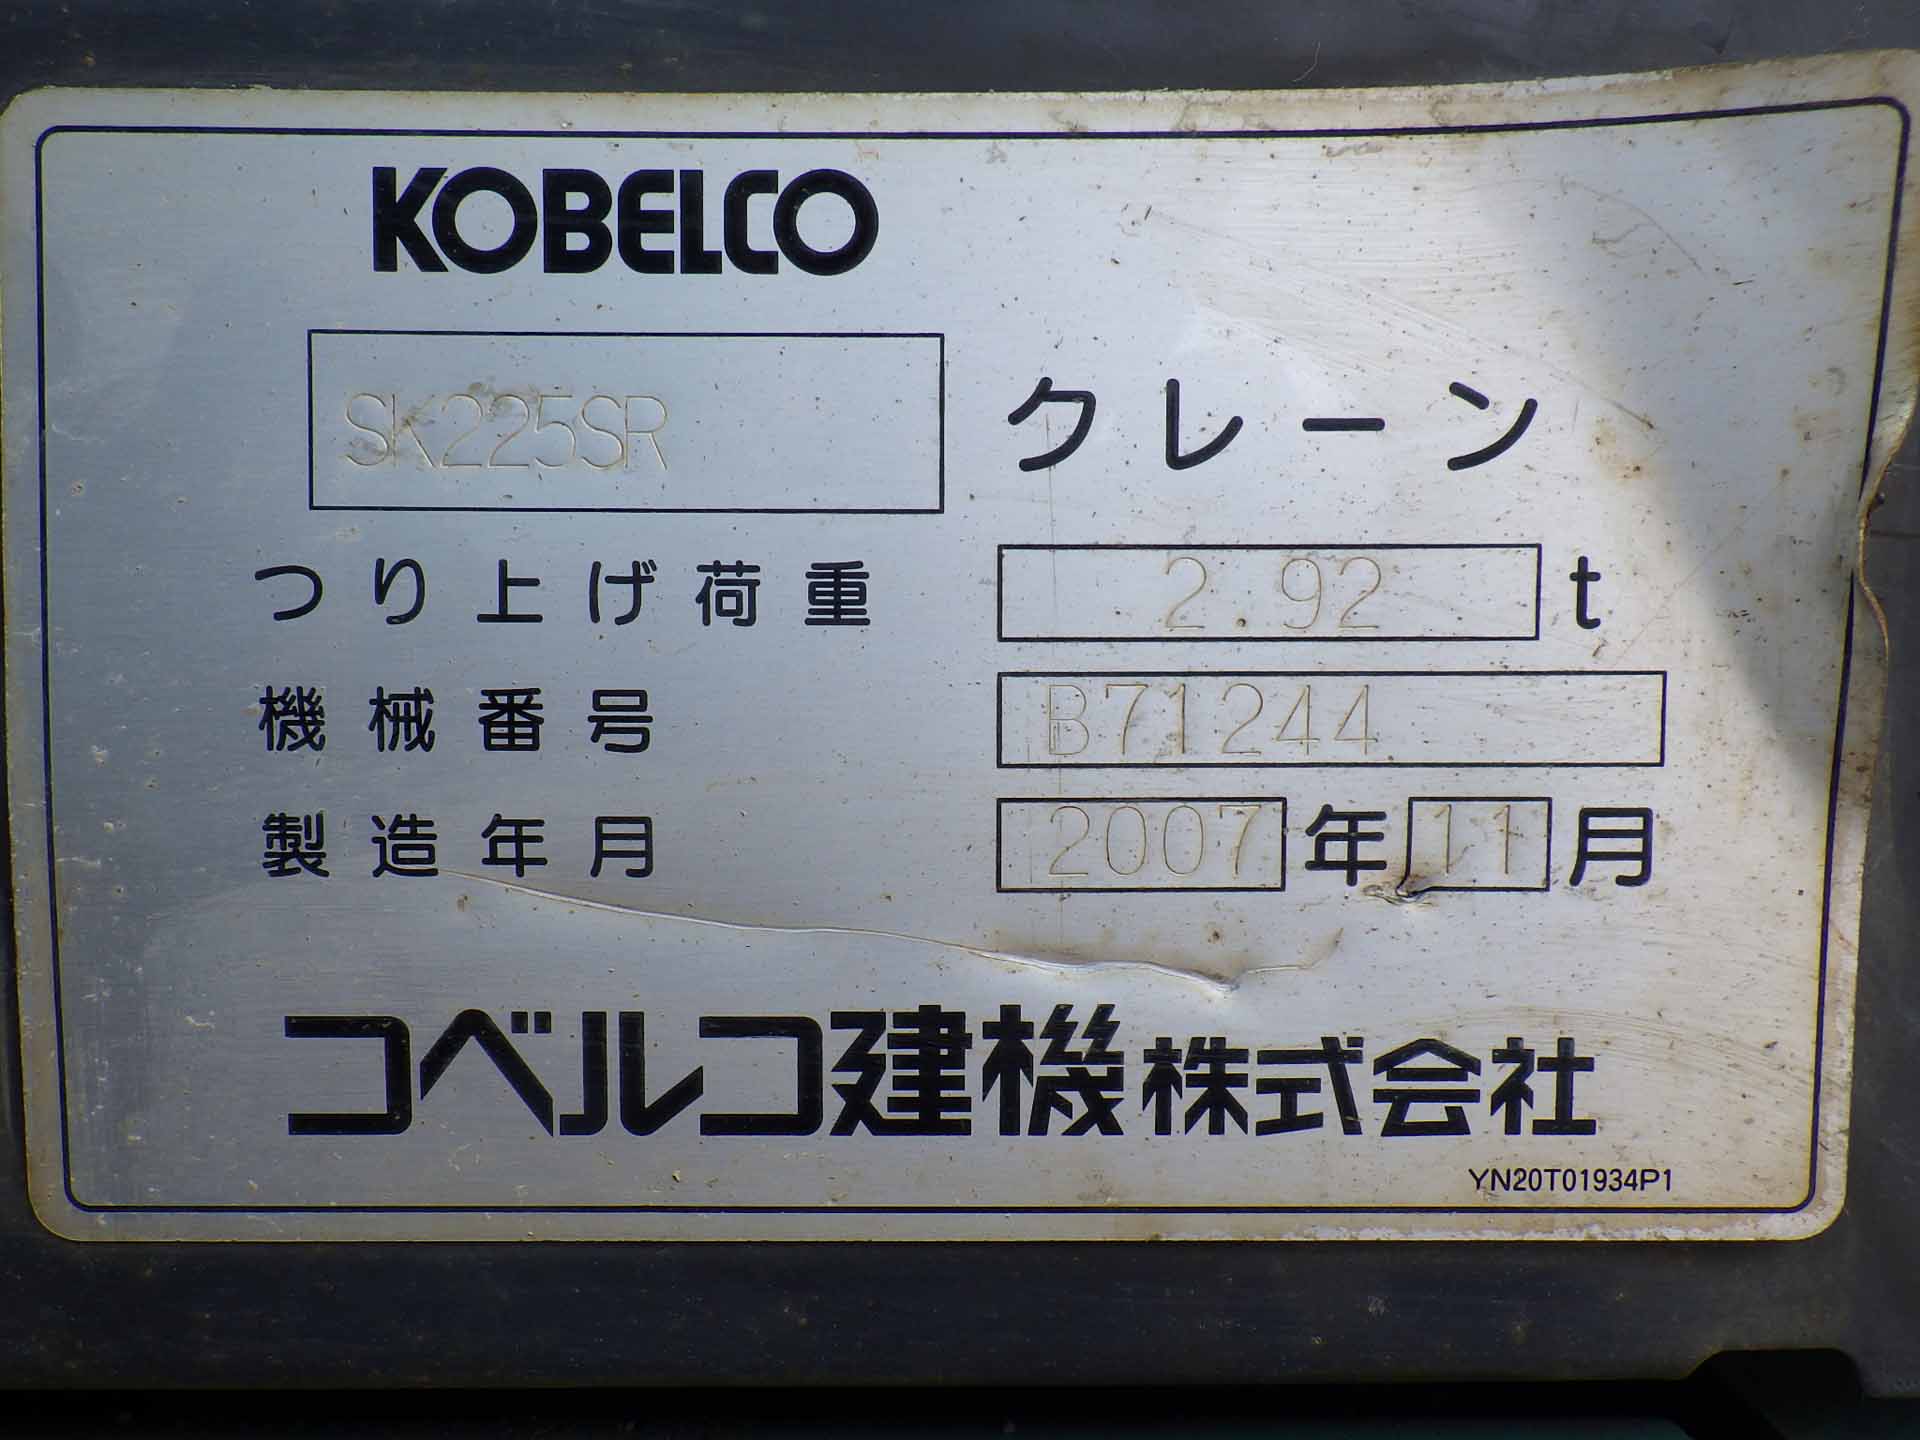 KOBELCO
SK225SR クレーン
つり上げ荷重 2.92 t
機械番号 B71244
製造年月 2007 年 11 月
コベルコ建機株式会社
YN20T01934P1